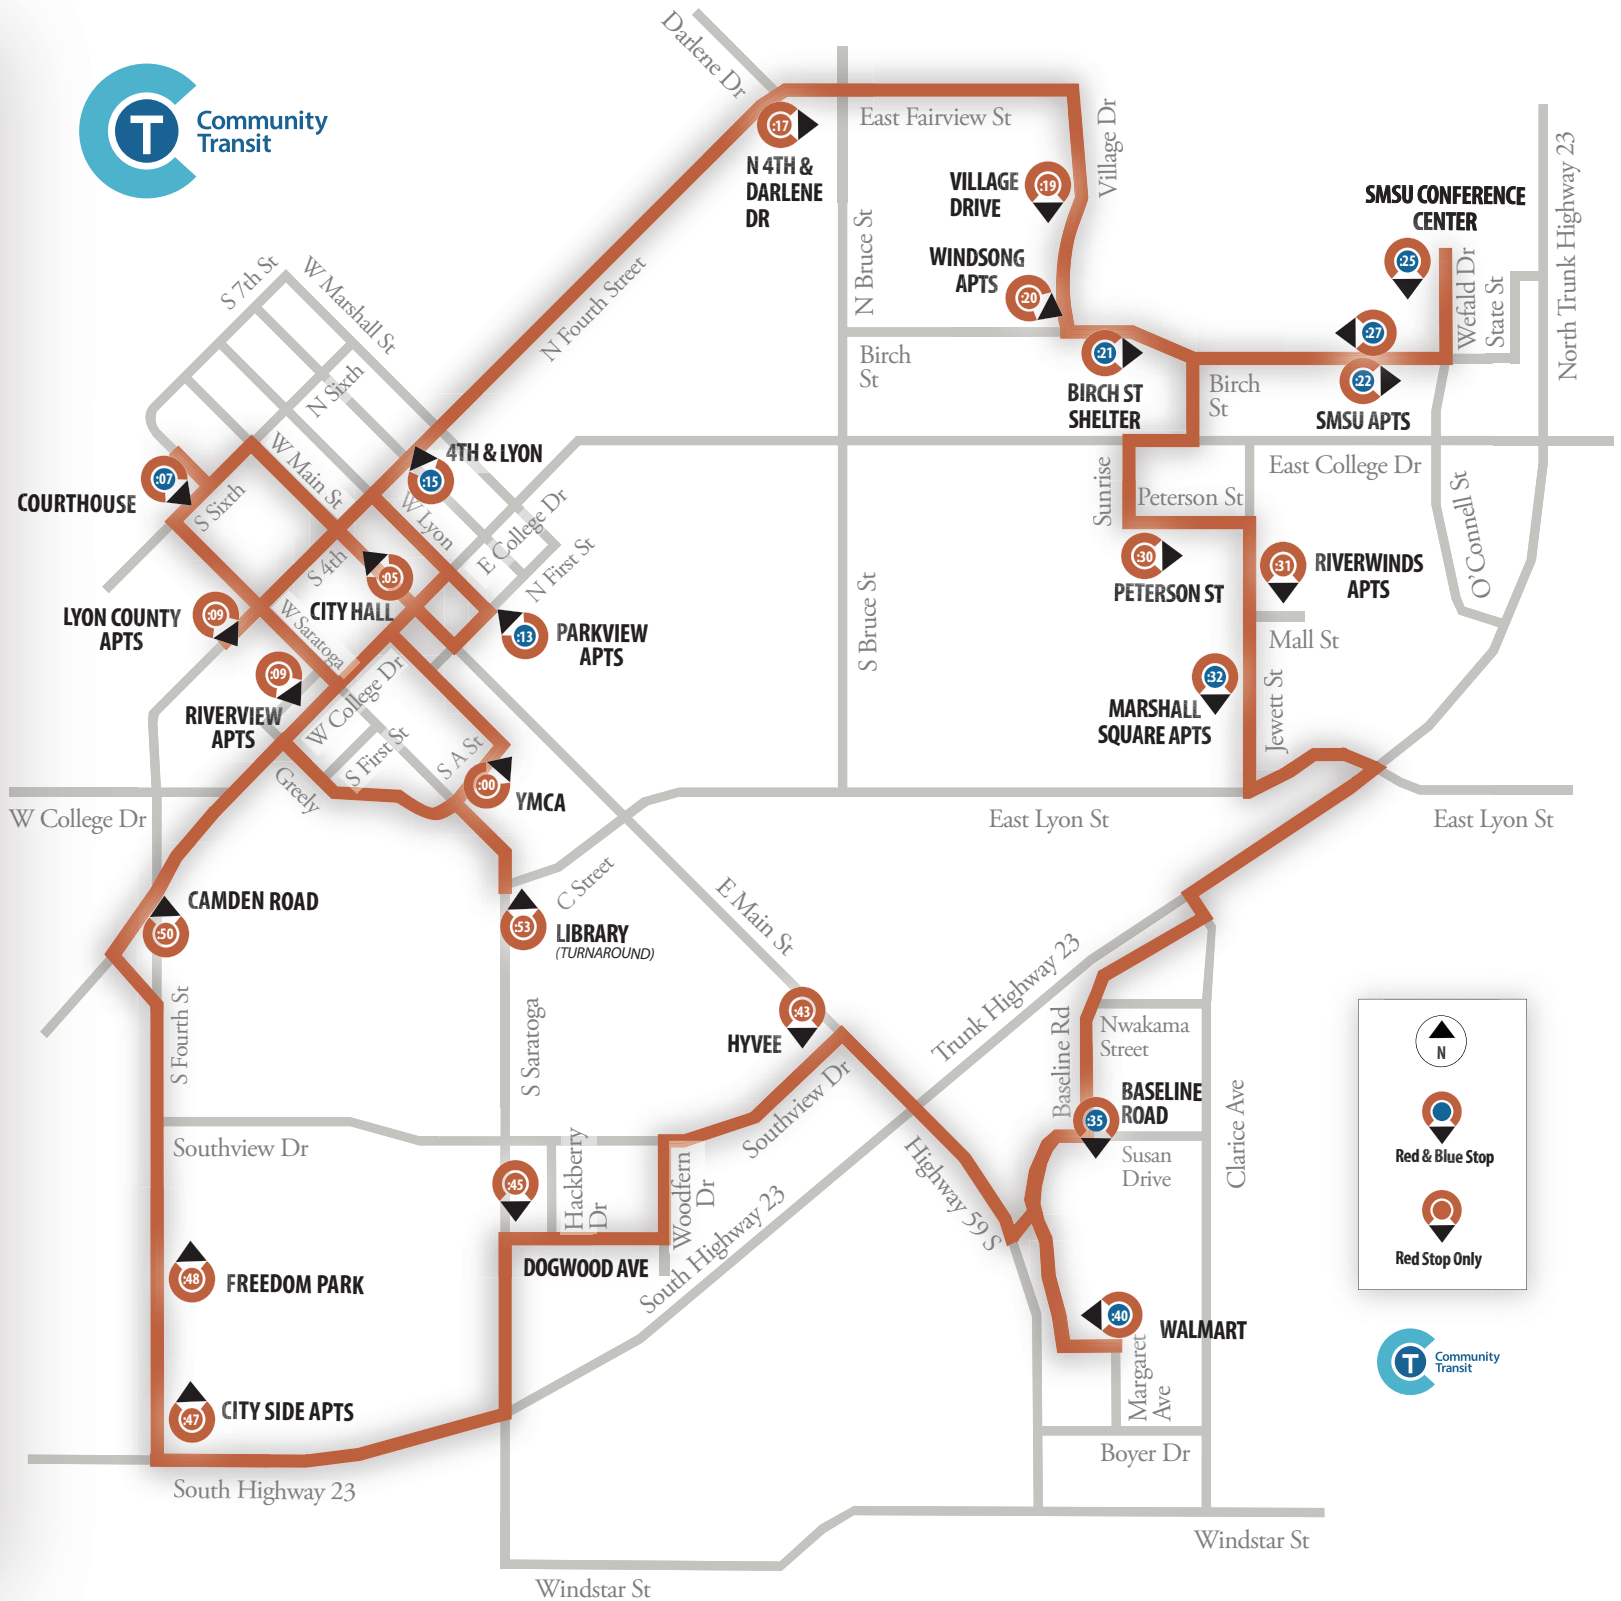 Community
Transit
T
Darlene Dr
:17
N 4TH &
DARLENE
DR
East Fairview St
Village Dr
VILLAGE
DRIVE
:19
N Bruce St
WINDSONG
APTS
:20
SMSU CONFERENCE
CENTER
:25
Wefald Dr
State St
North Trunk Highway 23
:27
:22
SMSU APTS
Birch
St
:21
BIRCH ST
SHELTER
Birch
St
S 7th St
W Marshall St
N Fourth Street
N Sixth
W Main St
4TH & LYON
:15
W Lyon
E College Dr
N First St
COURTHOUSE
:07
S Sixth
S 4th
CITY HALL
:05
LYON COUNTY
APTS
:09
W Saratoga
:13
PARKVIEW
APTS
RIVERVIEW
APTS
:09
W College Dr
S First St
S A St
Greely
:00
YMCA
East College Dr
Sunrise
Peterson St
:30
PETERSON ST
:31
RIVERWINDS
APTS
O'Connell St
Mall St
S Bruce St
:32
MARSHALL
SQUARE APTS
Jewett St
W College Dr
East Lyon St
East Lyon St
CAMDEN ROAD
:50
C Street
:53
LIBRARY
(TURNAROUND)
E Main St
S Fourth St
S Saratoga
:43
HYVEE
Trunk Highway 23
Baseline Rd
Nwakama
Street
BASELINE
ROAD
:35
Susan
Drive
Clarice Ave
Southview Dr
Southview Dr
:45
Hackberry
Dr
Woodfern
Dr
DOGWOOD AVE
South Highway 23
Highway 59 S
:48
FREEDOM PARK
:40
WALMART
Margaret
Ave
:47
CITY SIDE APTS
Boyer Dr
South Highway 23
Windstar St
Windstar St
N
Red & Blue Stop
Red Stop Only
T
Community
Transit